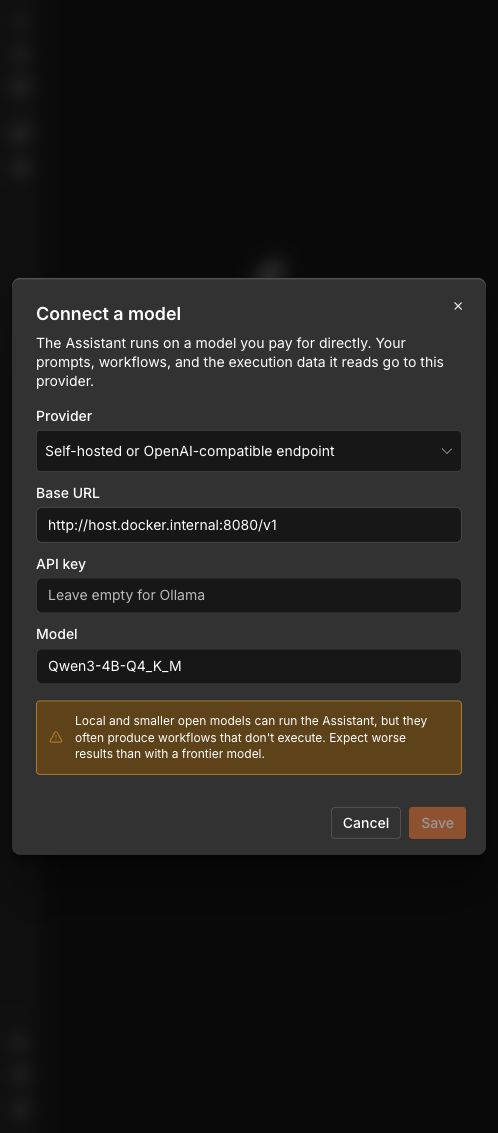 Connect a model
×
The Assistant runs on a model you pay for directly. Your
prompts, workflows, and the execution data it reads go to this
provider.
Provider
Self-hosted or OpenAI-compatible endpoint
Base URL
http://host.docker.internal:8080/v1
API key
Leave empty for Ollama
Model
Qwen3-4B-Q4_K_M
Local and smaller open models can run the Assistant, but they
often produce workflows that don't execute. Expect worse
results than with a frontier model.
Cancel
Save